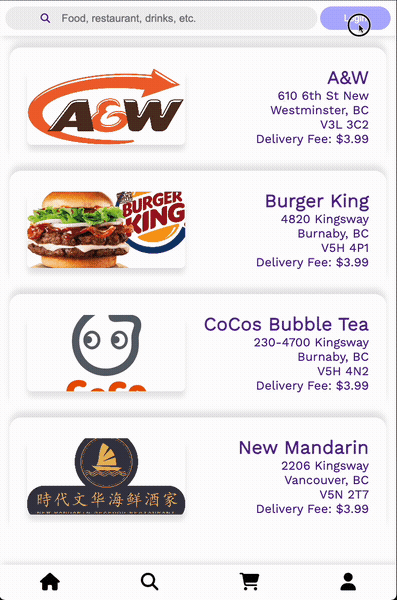 Food, restaurant, drinks, etc.
Login
A&W
A&W
610 6th St New
Westminster, BC
V3L 3C2
Delivery Fee: $3.99
BURGER
KING
Burger King
4820 Kingsway
Burnaby, BC
V5H 4P1
Delivery Fee: $3.99
CoCo
CoCos Bubble Tea
230-4700 Kingsway
Burnaby, BC
V5H 4N2
Delivery Fee: $3.99
時代文华海鲜酒家
New Mandarin
2206 Kingsway
Vancouver, BC
V5N 2T7
Delivery Fee: $3.99